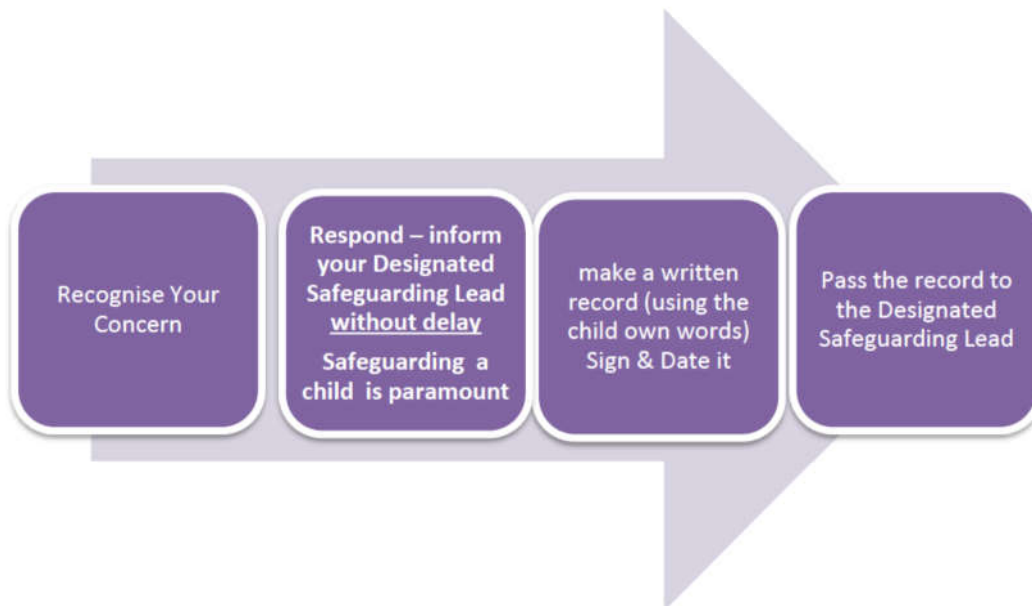 Recognise Your
Concern
Respond – inform
your Designated
Safeguarding Lead
without delay
Safeguarding a
child is paramount
make a written
record (using the
child own words)
Sign & Date it
Pass the record to
the Designated
Safeguarding Lead